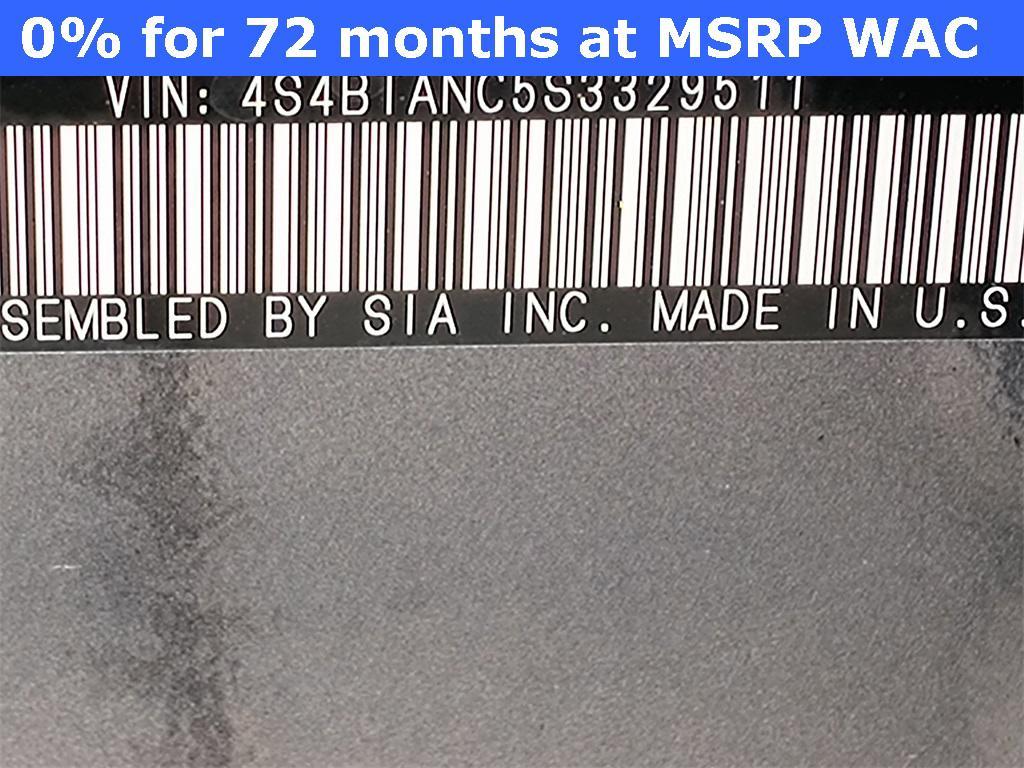 0% for 72 months at MSRP WAC
VIN: 4S4BTANC5S3329511
SEMBLED BY SIA INC. MADE IN U.S.